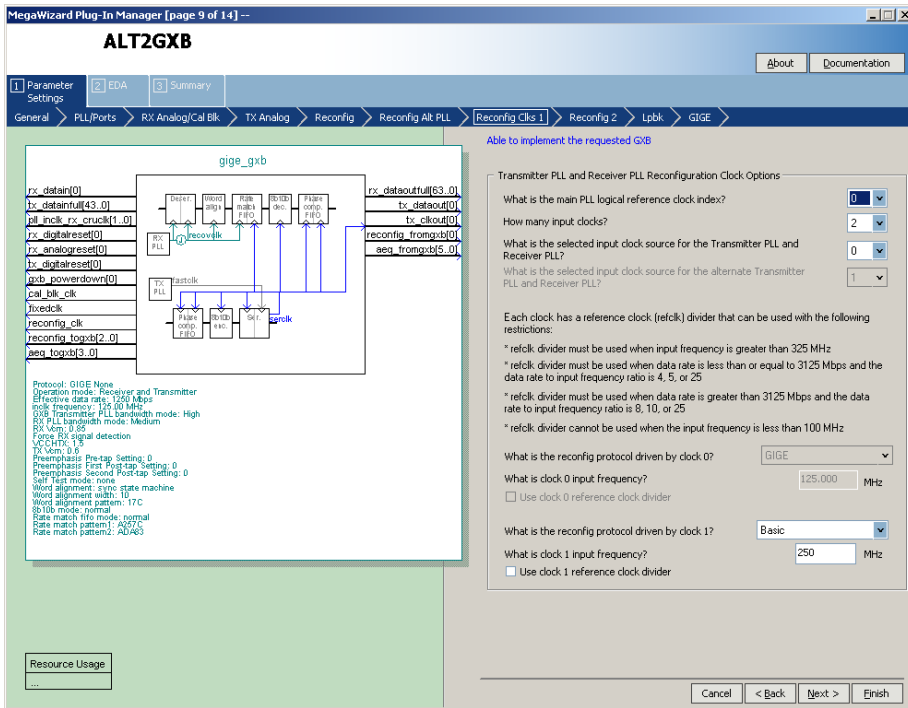 MegaWizard Plug-In Manager [page 9 of 14] --
ALT2GXB
About
Documentation
1 Parameter Settings
2 EDA
3 Summary
General
PLL/Ports
RX Analog/Cal Blk
TX Analog
Reconfig
Reconfig Alt PLL
Reconfig Clks 1
Reconfig 2
Lpbk
GIGE
gige_gxb
rx_datain[0]
tx_datainfull[43..0]
pll_inclk_rx_cruclk[1..0]
rx_digitalreset[0]
rx_analogreset[0]
tx_digitalreset[0]
gxb_powerdown[0]
cal_blk_clk
fixedclk
reconfig_clk
reconfig_togxb[2..0]
aeq_togxb[3..0]
rx_dataoutfull[63..0]
tx_dataout[0]
tx_clkout[0]
reconfig_fromgxb[0]
aeq_fromgxb[5..0]
Deser.
Word align
Rate match FIFO
8b10b dec.
Phase comp. FIFO
RX PLL
recovclk
TX PLL
fastclk
Phase comp. FIFO
8b10b enc.
Ser.
serclk
Protocol: GIGE None
Operation mode: Receiver and Transmitter
Effective data rate: 1250 Mbps
inclk frequency: 125.00 MHz
GXB Transmitter PLL bandwidth mode: High
RX PLL bandwidth mode: Medium
RX Vcm: 0.85
Force RX signal detection
VCCHTX: 1.5
TX Vcm: 0.6
Preemphasis Pre-tap Setting: 0
Preemphasis First Post-tap Setting: 0
Preemphasis Second Post-tap Setting: 0
Self Test mode: none
Word alignment: sync state machine
Word alignment width: 10
Word alignment pattern: 17C
8b10b mode: normal
Rate match fifo mode: normal
Rate match pattern1: A257C
Rate match pattern2: ADA83
Resource Usage
...
Able to implement the requested GXB
Transmitter PLL and Receiver PLL Reconfiguration Clock Options
What is the main PLL logical reference clock index? 0
How many input clocks? 2
What is the selected input clock source for the Transmitter PLL and
Receiver PLL? 0
What is the selected input clock source for the alternate Transmitter
PLL and Receiver PLL? 1
Each clock has a reference clock (refclk) divider that can be used with the following
restrictions:
* refclk divider must be used when input frequency is greater than 325 MHz
* refclk divider must be used when data rate is less than or equal to 3125 Mbps and the
data rate to input frequency ratio is 4, 5, or 25
* refclk divider must be used when data rate is greater than 3125 Mbps and the data
rate to input frequency ratio is 8, 10, or 25
* refclk divider cannot be used when the input frequency is less than 100 MHz
What is the reconfig protocol driven by clock 0? GIGE
What is clock 0 input frequency? 125.000 MHz
Use clock 0 reference clock divider
What is the reconfig protocol driven by clock 1? Basic
What is clock 1 input frequency? 250 MHz
Use clock 1 reference clock divider
Cancel
< Back
Next >
Finish